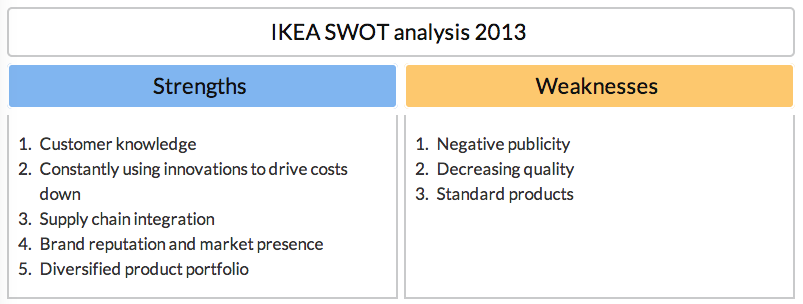 IKEA SWOT analysis 2013
Strengths
Weaknesses
1. Customer knowledge
2. Constantly using innovations to drive costs
down
3. Supply chain integration
4. Brand reputation and market presence
5. Diversified product portfolio
1. Negative publicity
2. Decreasing quality
3. Standard products